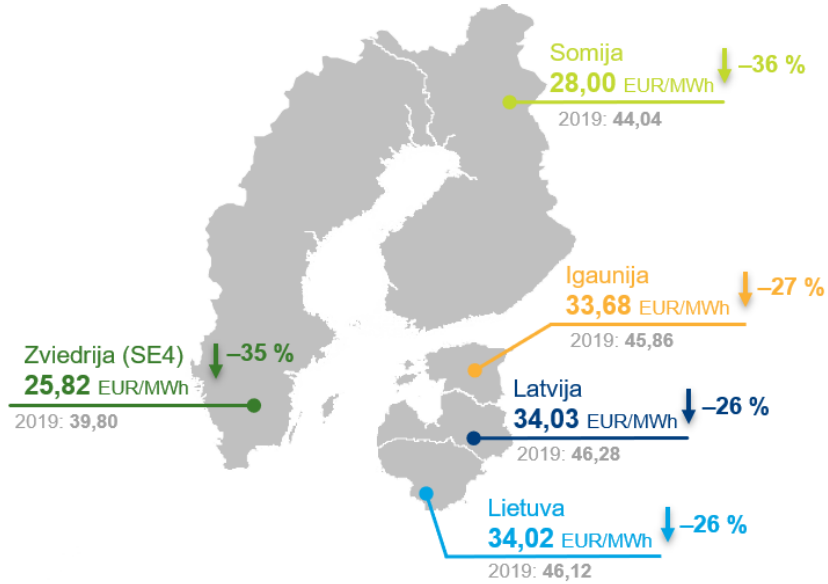 Somija
28,00 EUR/MWh
–36 %
2019: 44,04
Igaunija
33,68 EUR/MWh
–27 %
2019: 45,86
Zviedrija (SE4)
25,82 EUR/MWh
–35 %
2019: 39,80
Latvija
34,03 EUR/MWh
–26 %
2019: 46,28
Lietuva
34,02 EUR/MWh
–26 %
2019: 46,12